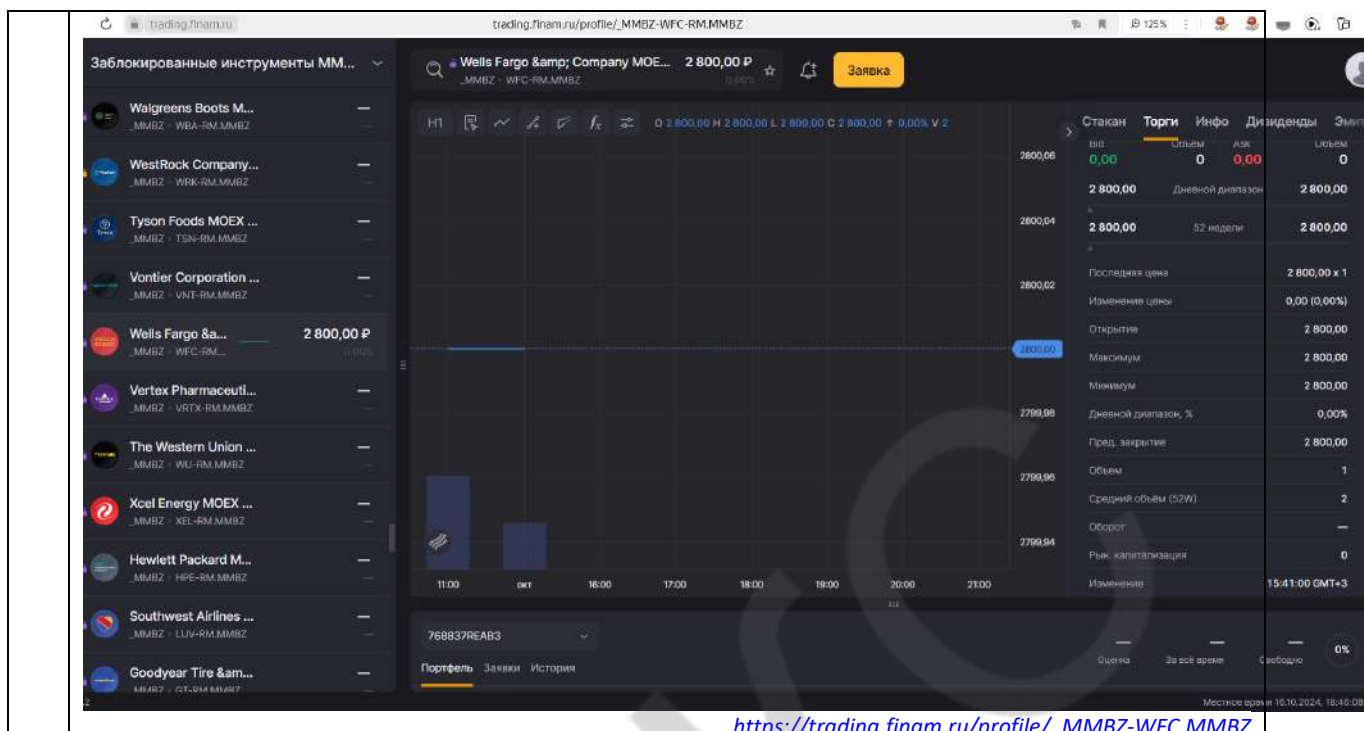 trading.finam.ru
trading.finam.ru/profile/_MMBZ-WFC-RM.MMBZ
125%
Заблокированные инструменты ММ...
Walgreens Boots M...
_MMBZ · WBA-RM.MMBZ
WestRock Company...
_MMBZ · WRK-RM.MMBZ
Tyson Foods MOEX ...
_MMBZ · TSN-RM.MMBZ
Vontier Corporation ...
_MMBZ · VNT-RM.MMBZ
Wells Fargo &a...
2 800,00 ₽
_MMBZ · WFC-RM...
0,00%
Vertex Pharmaceuti...
_MMBZ · VRTX-RM.MMBZ
The Western Union ...
_MMBZ · WU-RM.MMBZ
Xcel Energy MOEX ...
_MMBZ · XEL-RM.MMBZ
Hewlett Packard M...
_MMBZ · HPE-RM.MMBZ
Southwest Airlines ...
_MMBZ · LUV-RM.MMBZ
Goodyear Tire &am...
_MMBZ · GT-RM.MMBZ
Wells Fargo &amp; Company MOE...
2 800,00 ₽
_MMBZ · WFC-RM.MMBZ
0,00%
Заявка
H1
O 2 800,00 H 2 800,00 L 2 800,00 C 2 800,00 ↑ 0,00% V 2
2800,06
2800,04
2800,02
2800,00
2799,98
2799,96
2799,94
11:00 окт 16:00 17:00 18:00 19:00 20:00 21:00
768837REAB3
Портфель Заявки История
Оценка За всё время Свободно
0%
Стакан Торги Инфо Дивиденды Эмит
Bid Объём Ask Объём
0,00 0 0,00 0
2 800,00 Дневной диапазон 2 800,00
2 800,00 52 недели 2 800,00
Последняя цена 2 800,00 x 1
Изменение цены 0,00 (0,00%)
Открытие 2 800,00
Максимум 2 800,00
Минимум 2 800,00
Дневной диапазон, % 0,00%
Пред. закрытие 2 800,00
Объем 1
Средний объём (52W) 2
Оборот —
Рын. капитализация 0
Изменение 15:41:00 GMT+3
Местное время 16.10.2024, 18:46:08
https://trading.finam.ru/profile/_MMBZ-WFC.MMBZ